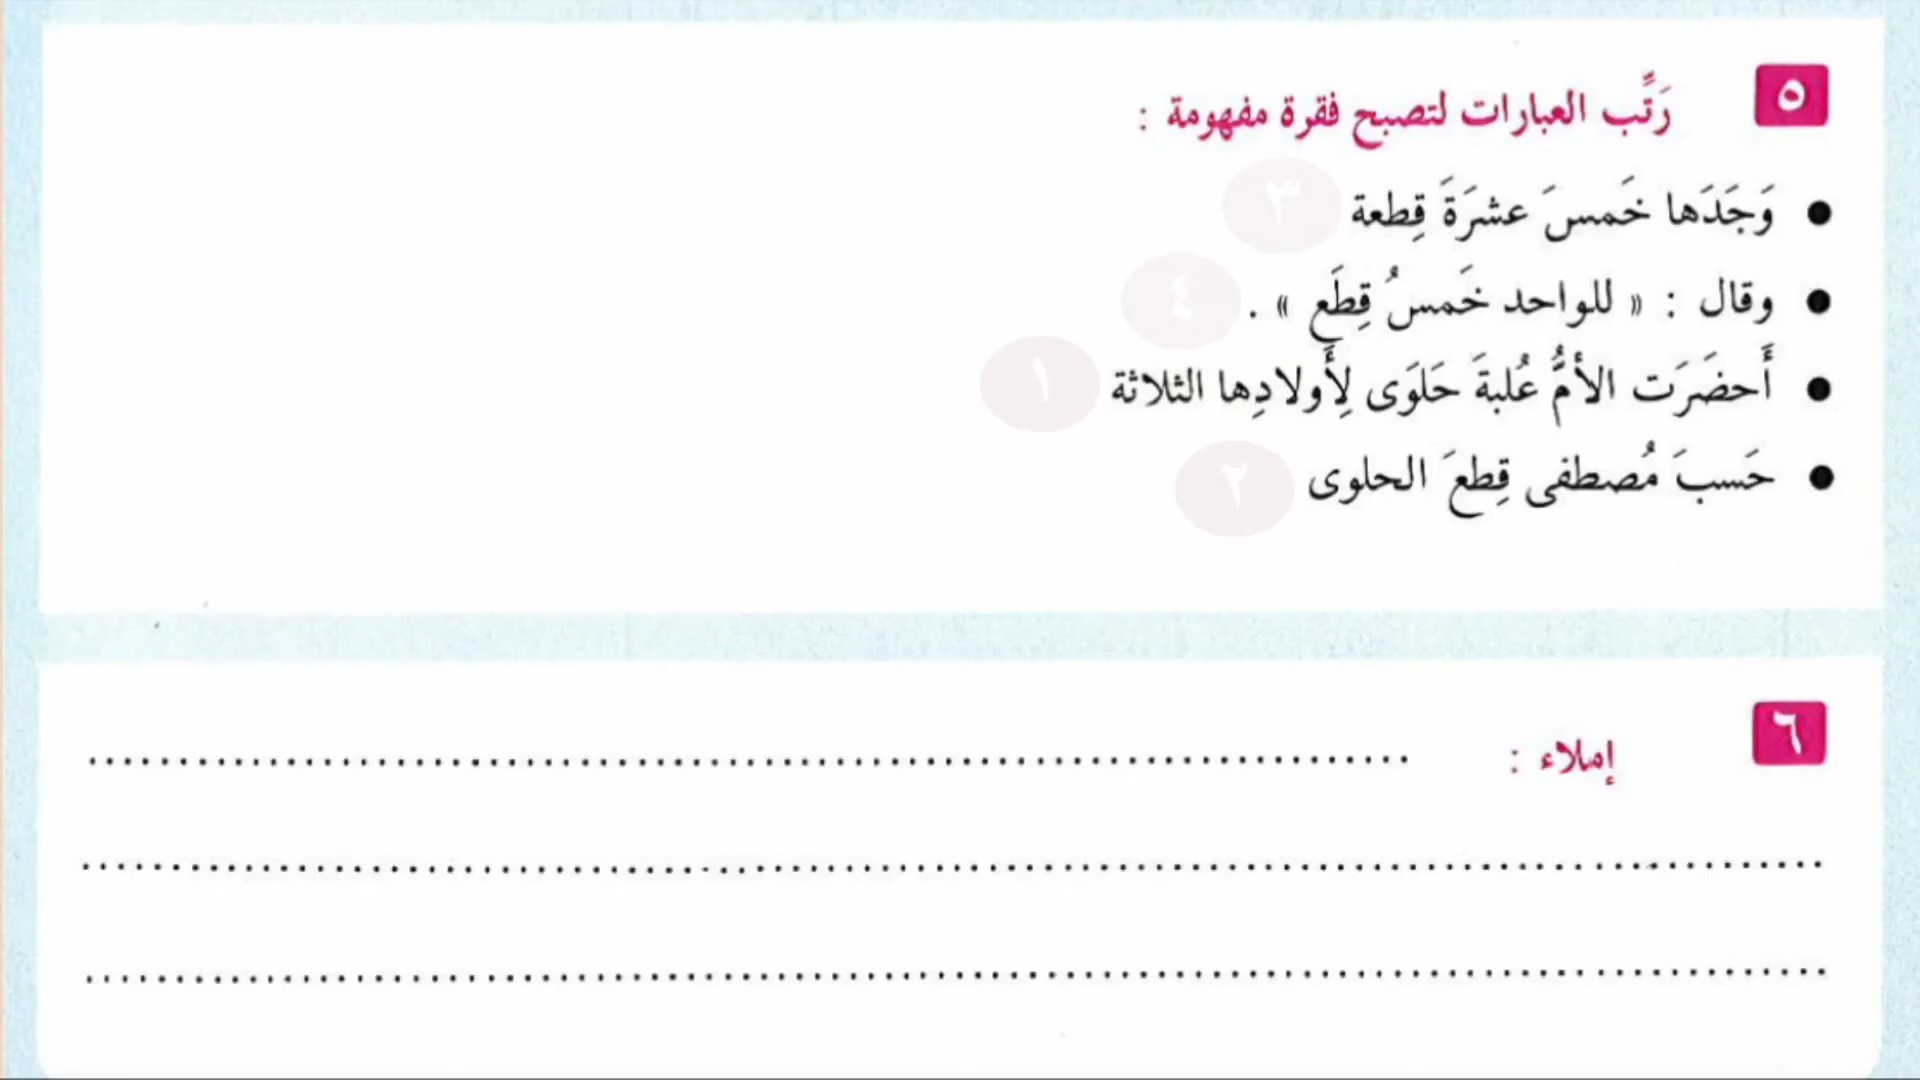 ٥ رَتِّب العبارات لتصبح فقرة مفهومة :
● وَجَدَها خَمسَ عشرَةَ قِطعة ٣
● وقال : « للواحد خَمسُ قِطَع » . ٤
● أَحضَرَت الأمُّ عُلبةَ حَلوَى لِأَولادِها الثلاثة ١
● حَسبَ مُصطفى قِطعَ الحلوى ٢
٦ إملاء :